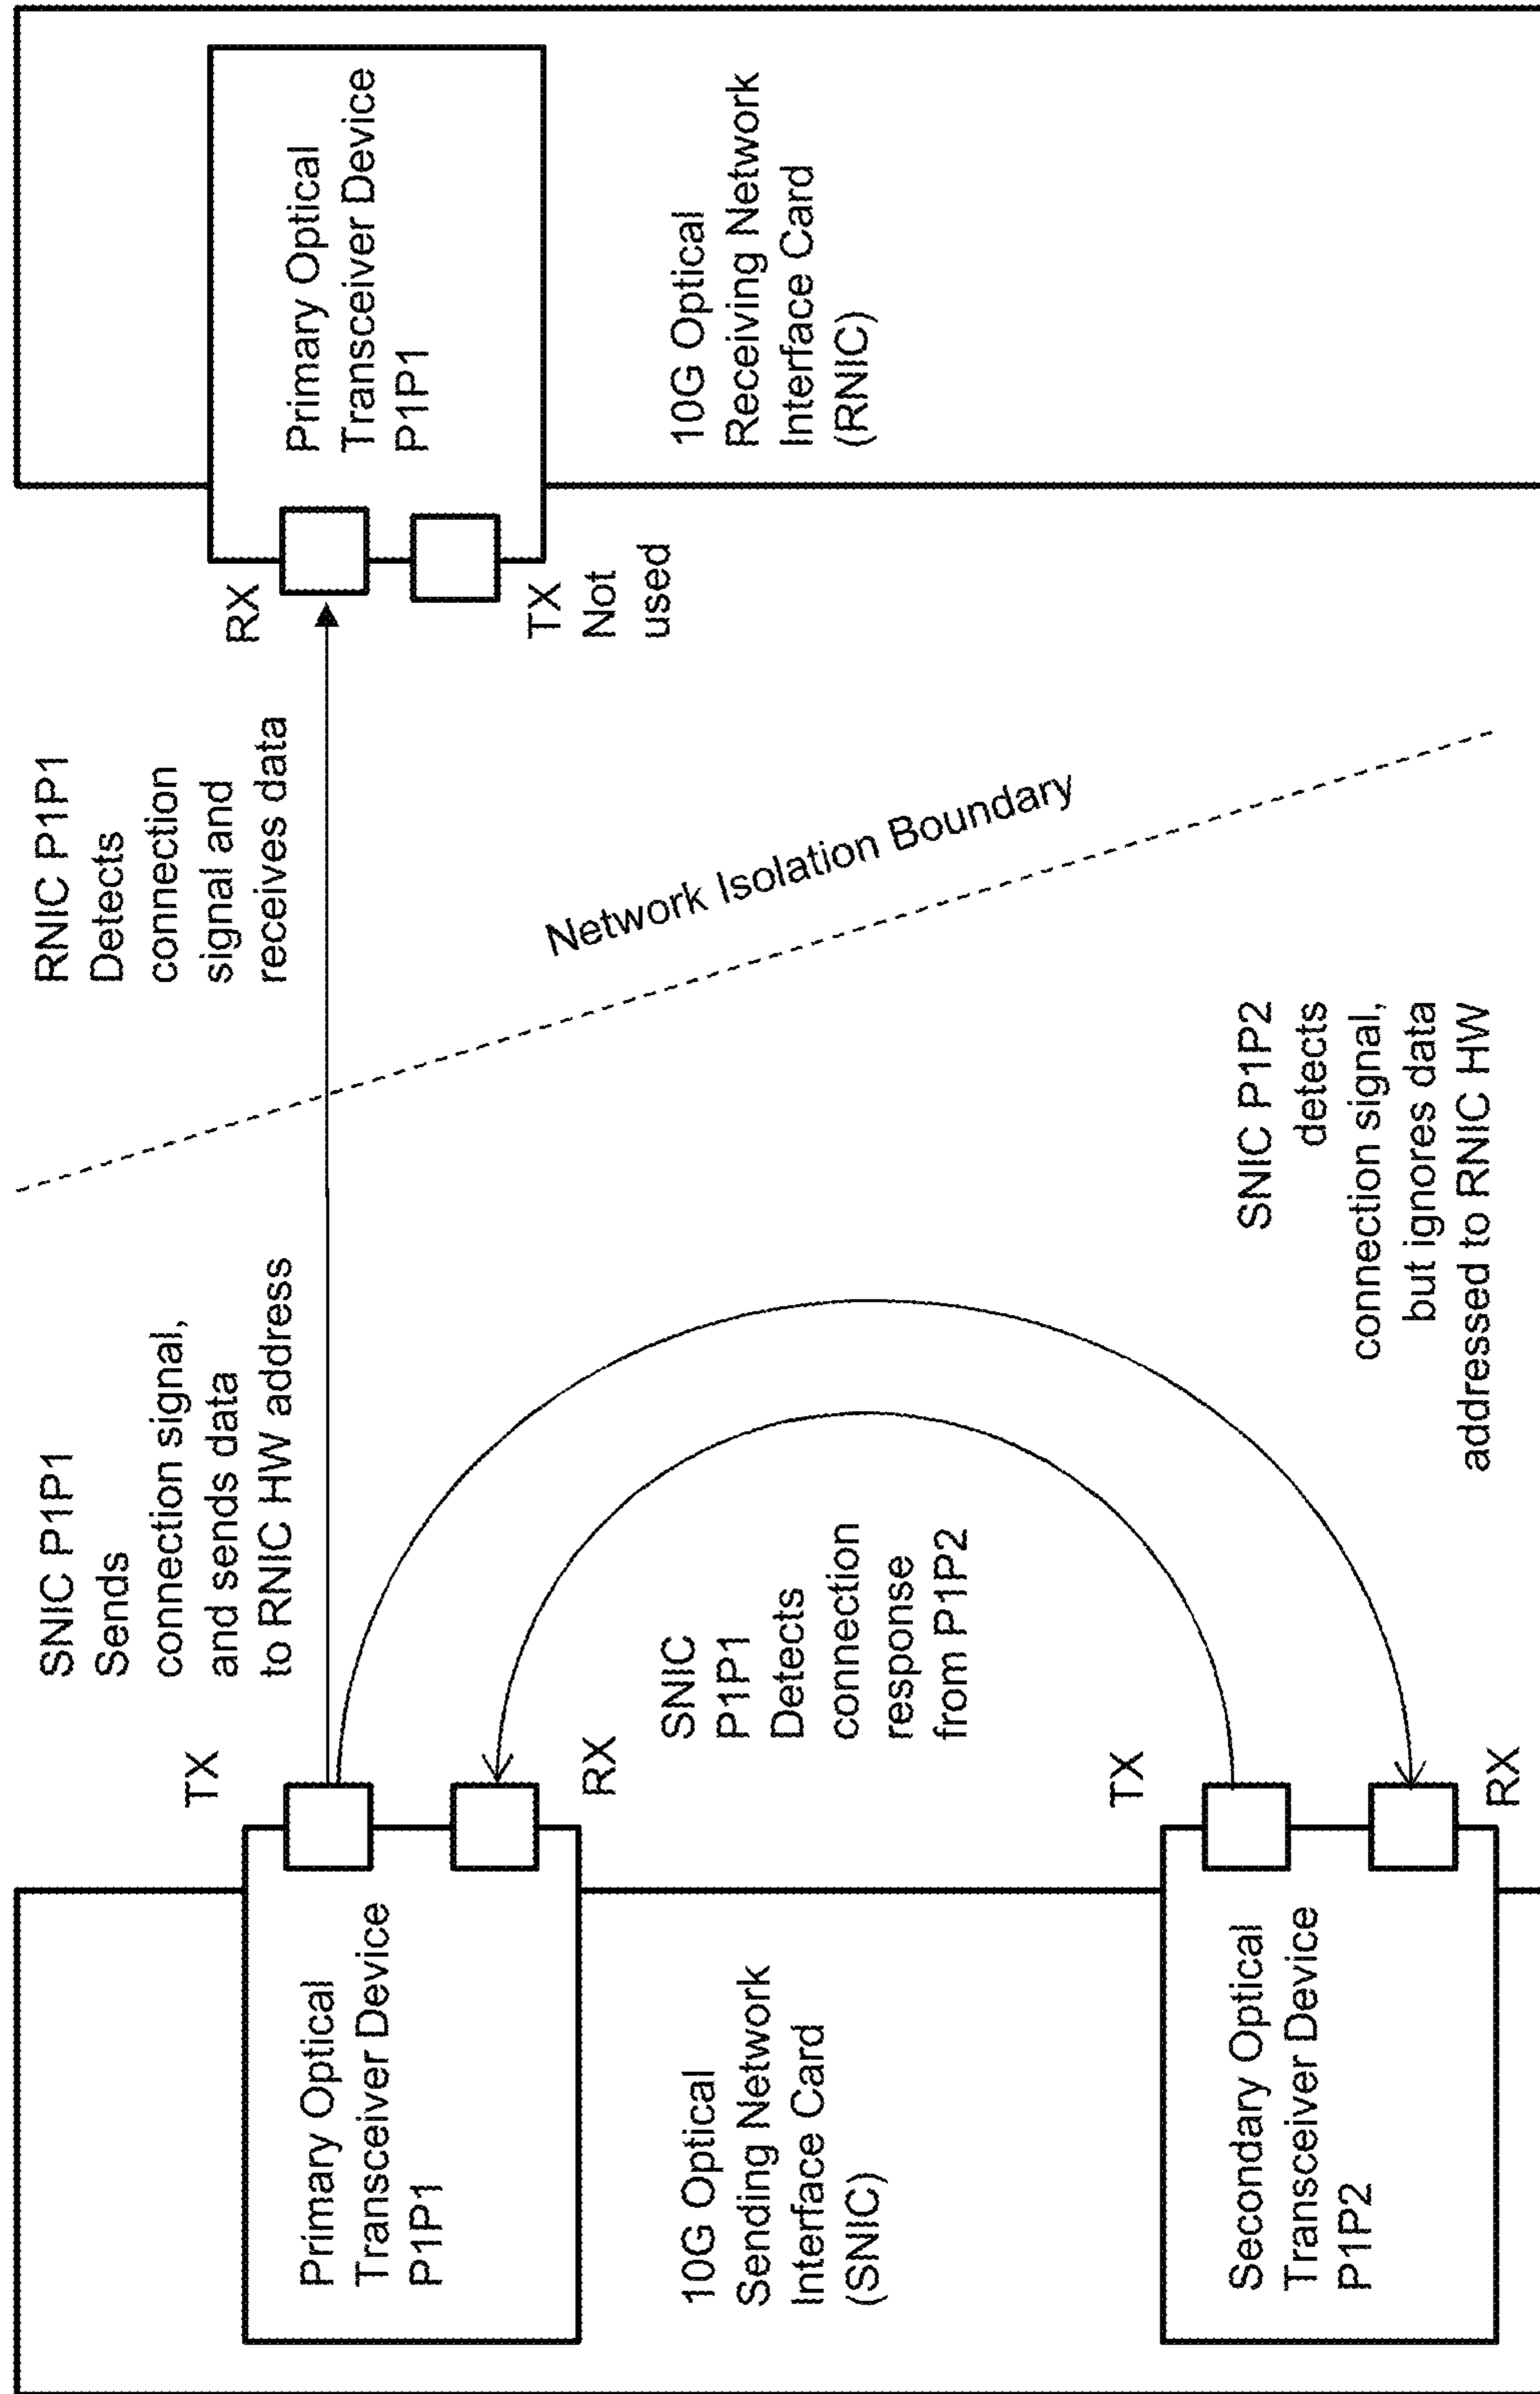 SNIC P1P1
Sends
connection signal,
and sends data
to RNIC HW address
RNIC P1P1
Detects
connection
signal and
receives data
TX
RX
Primary Optical
Transceiver Device
P1P1
RX
TX
Not
used
Primary Optical
Transceiver Device
P1P1
Network Isolation Boundary
10G Optical
Sending Network
Interface Card
(SNIC)
SNIC
P1P1
Detects
connection
response
from P1P2
10G Optical
Receiving Network
Interface Card
(RNIC)
TX
Secondary Optical
Transceiver Device
P1P2
RX
SNIC P1P2
detects
connection signal,
but ignores data
addressed to RNIC HW